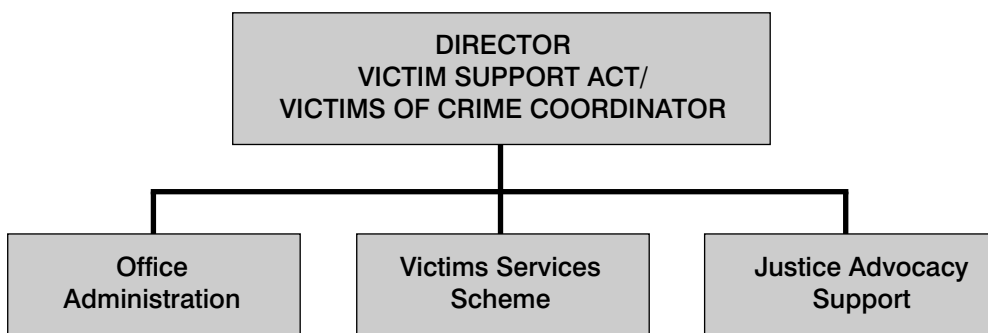 DIRECTOR
VICTIM SUPPORT ACT/
VICTIMS OF CRIME COORDINATOR
Office
Administration
Victims Services
Scheme
Justice Advocacy
Support